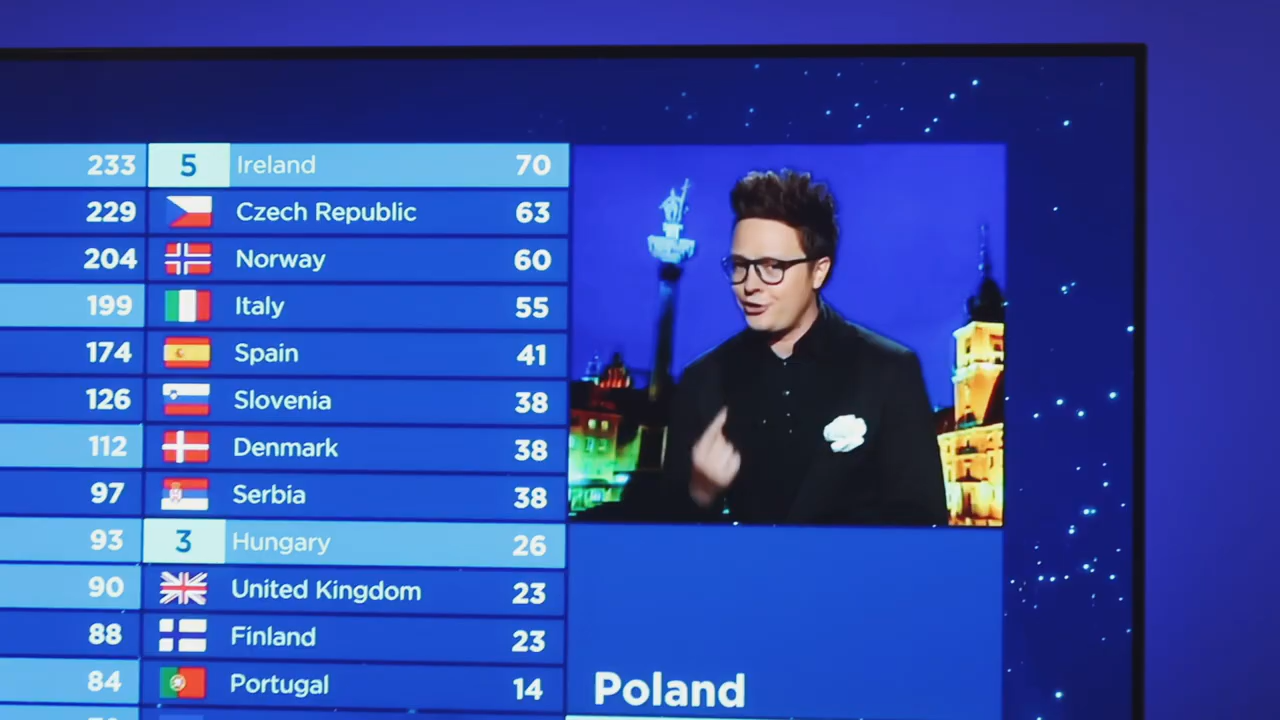 233 5 Ireland 70
229 Czech Republic 63
204 Norway 60
199 Italy 55
174 Spain 41
126 Slovenia 38
112 Denmark 38
97 Serbia 38
93 3 Hungary 26
90 United Kingdom 23
88 Finland 23
84 Portugal 14
Poland